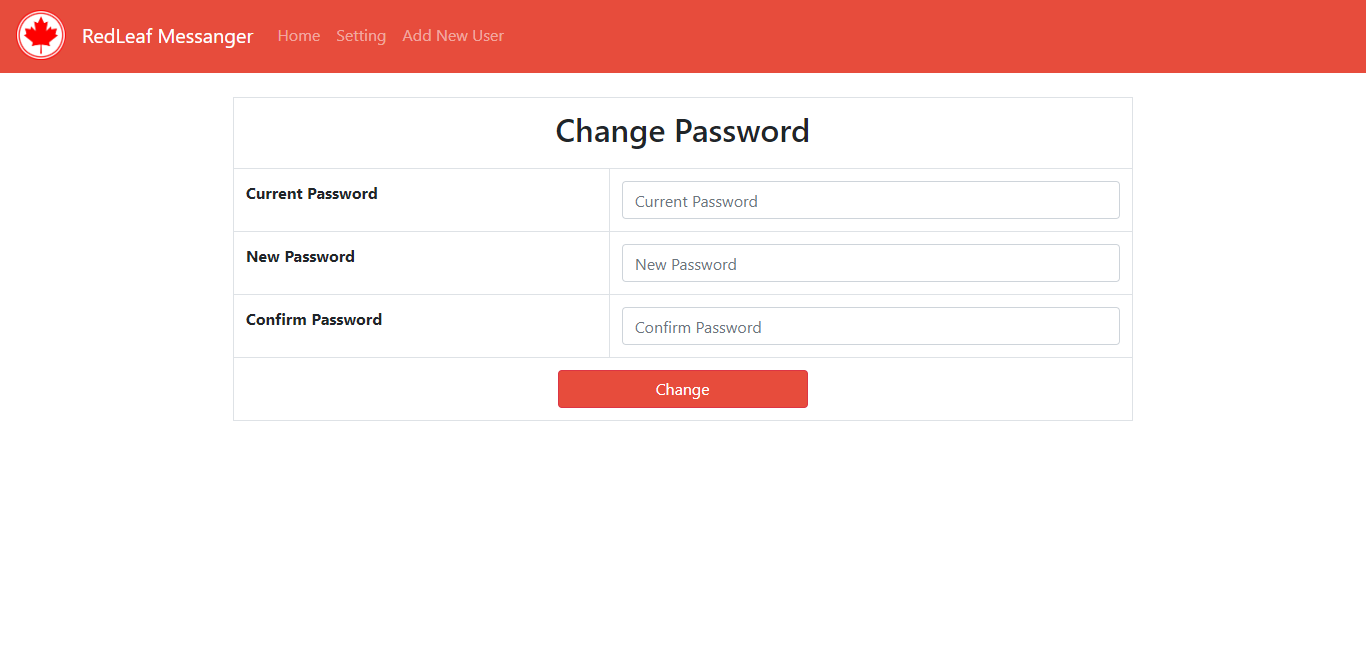 RedLeaf Messanger Home Setting Add New User
Change Password
Current Password Current Password
New Password New Password
Confirm Password Confirm Password
Change